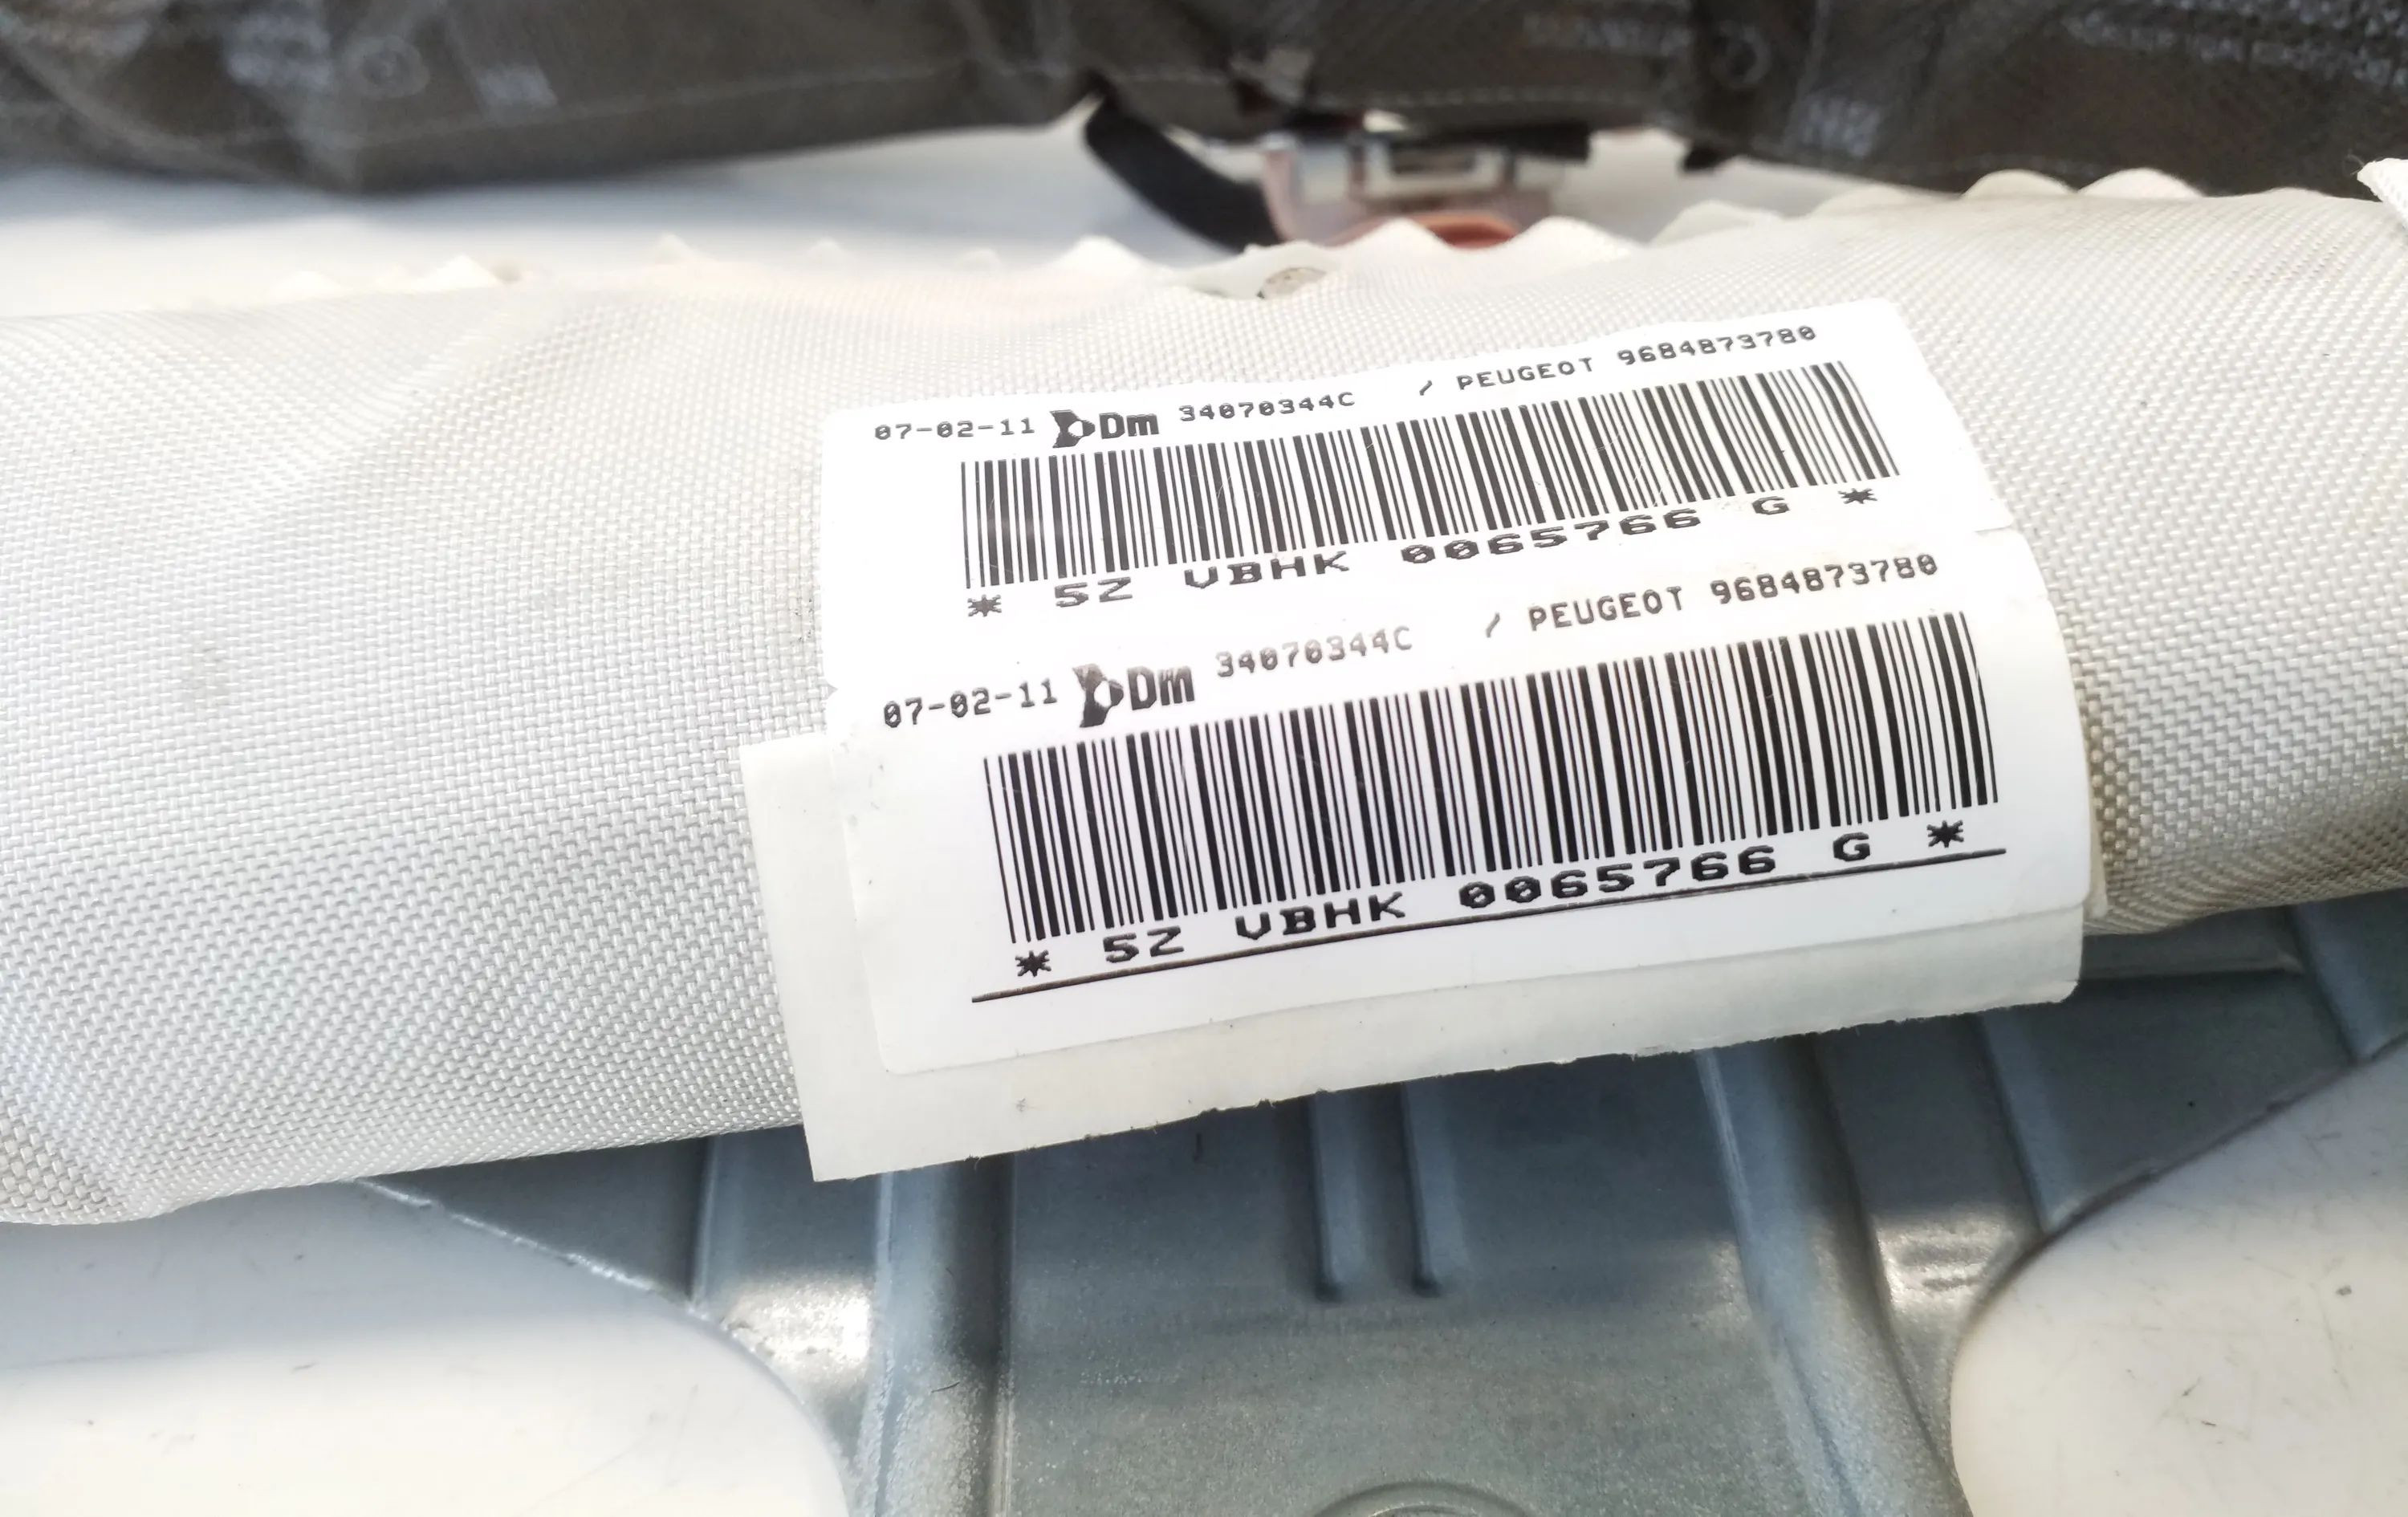 07-02-11 Dm 34070344C / PEUGEOT 9684873780
* 5Z VBHK 0065766 G *
07-02-11 Dm 34070344C / PEUGEOT 9684873780
* 5Z VBHK 0065766 G *